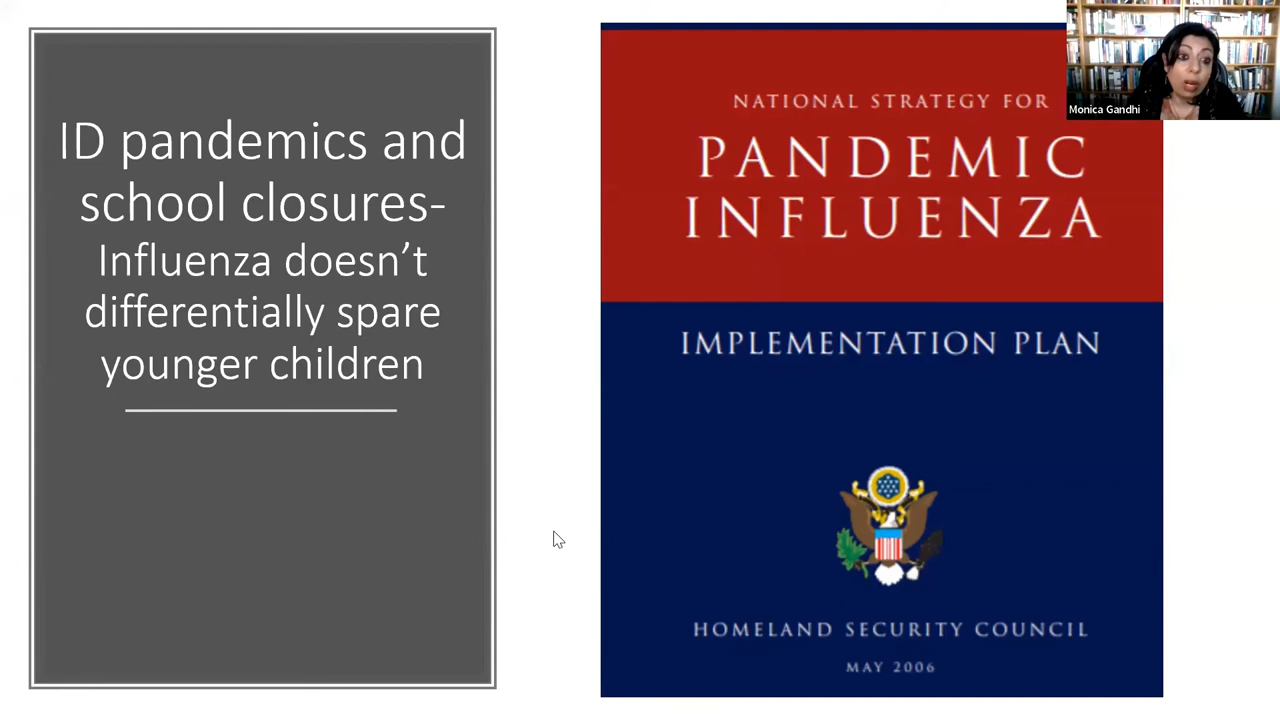 ID pandemics and
school closures-
Influenza doesn’t
differentially spare
younger children
NATIONAL STRATEGY FOR
PANDEMIC
INFLUENZA
IMPLEMENTATION PLAN
HOMELAND SECURITY COUNCIL
MAY 2006
Monica Gandhi